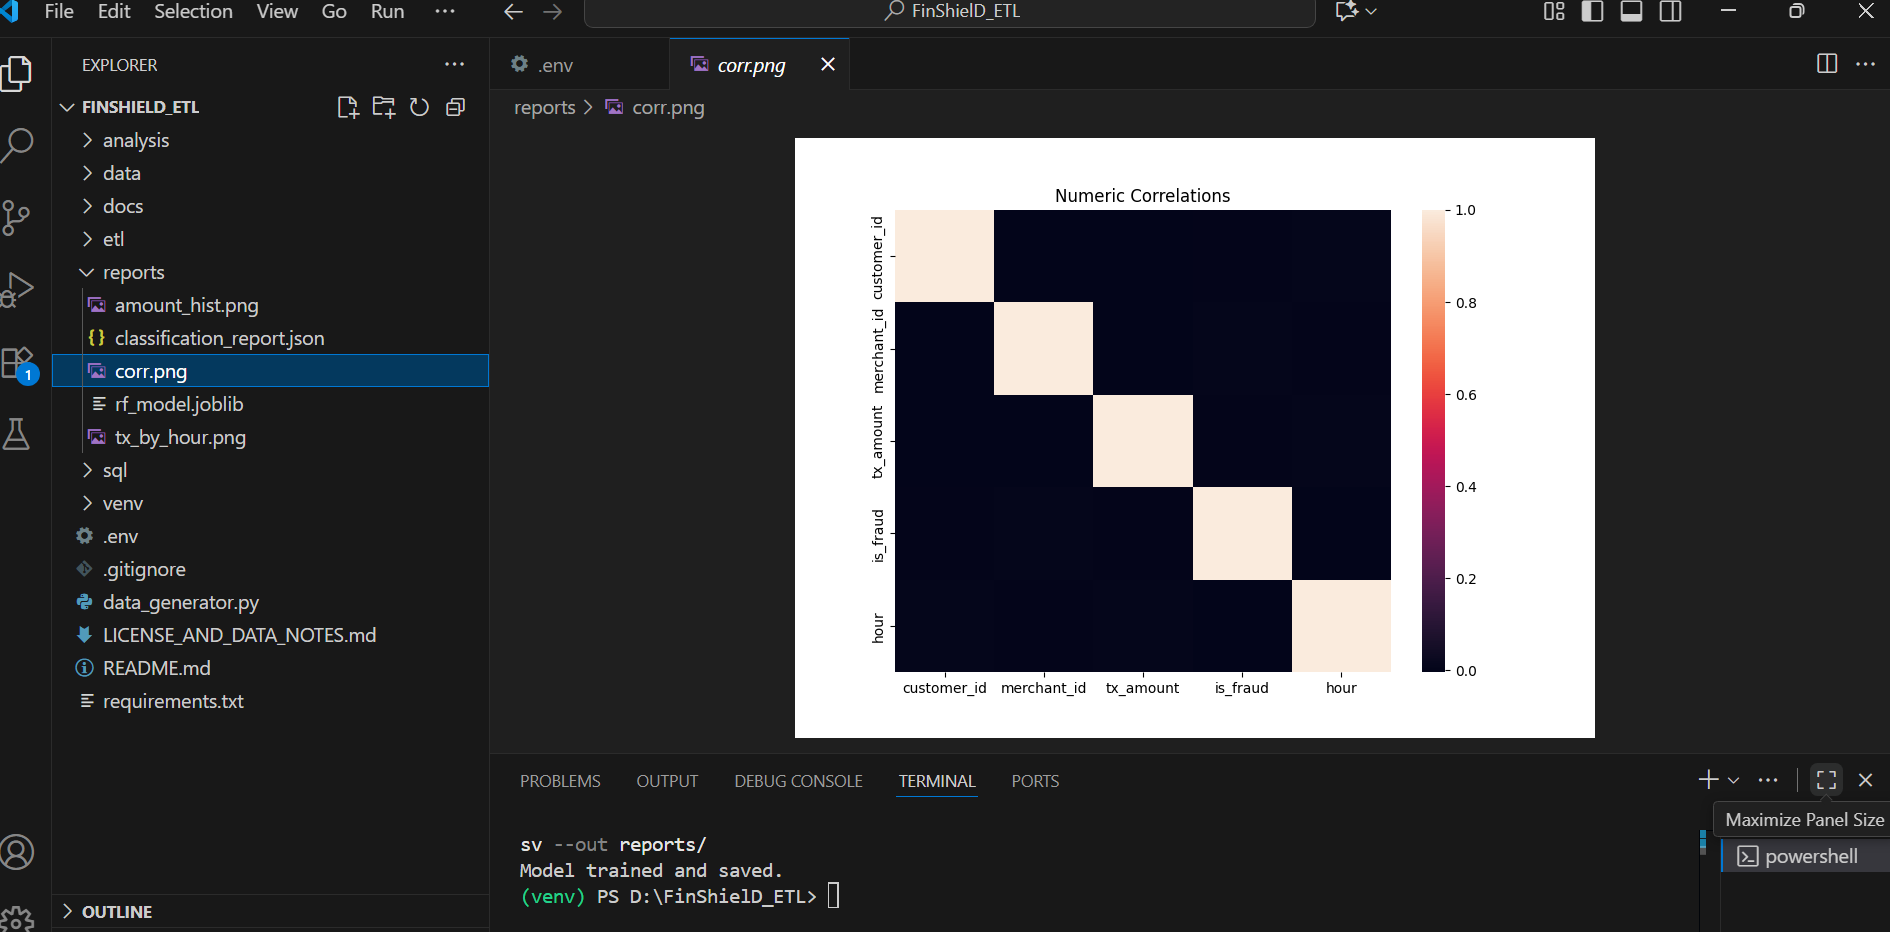 File Edit Selection View Go Run ···
FinShielD_ETL
EXPLORER
FINSHIELD_ETL
analysis
data
docs
etl
reports
amount_hist.png
classification_report.json
corr.png
rf_model.joblib
tx_by_hour.png
sql
venv
.env
.gitignore
data_generator.py
LICENSE_AND_DATA_NOTES.md
README.md
requirements.txt
OUTLINE
1
.env
corr.png
reports > corr.png
Numeric Correlations
customer_id
merchant_id
tx_amount
is_fraud
hour
customer_id merchant_id tx_amount is_fraud hour
1.0
0.8
0.6
0.4
0.2
0.0
PROBLEMS OUTPUT DEBUG CONSOLE TERMINAL PORTS
Maximize Panel Size
powershell
sv --out reports/
Model trained and saved.
(venv) PS D:\FinShielD_ETL>